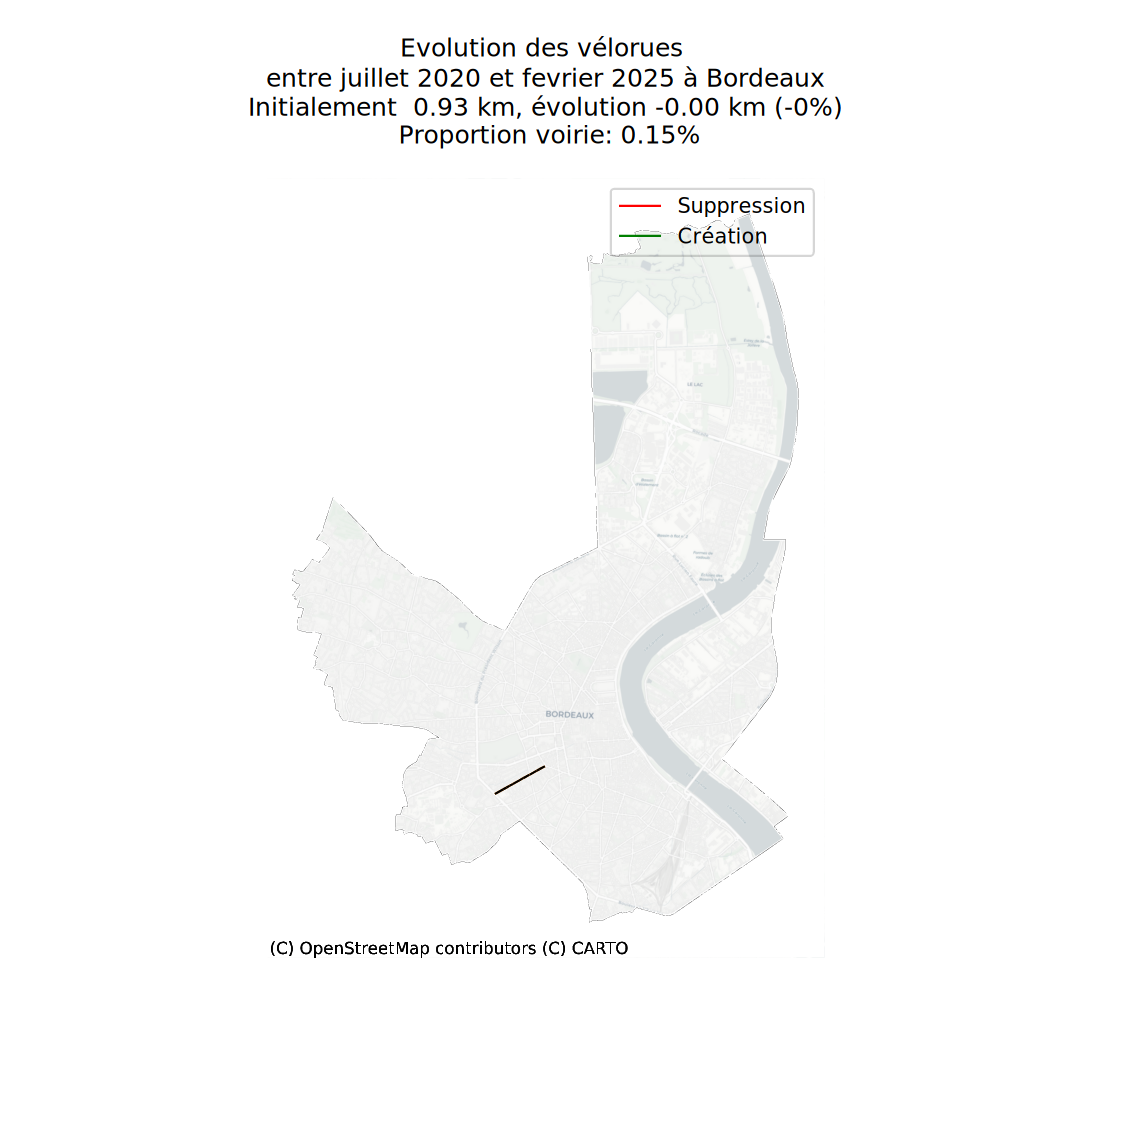 Evolution des vélorues
entre juillet 2020 et fevrier 2025 à Bordeaux
Initialement  0.93 km, évolution -0.00 km (-0%)
Proportion voirie: 0.15%
Suppression
Création
LE LAC
BORDEAUX
(C) OpenStreetMap contributors (C) CARTO